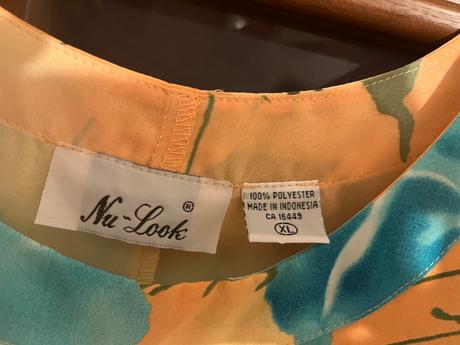 Nu-Look ®
100% POLYESTER
MADE IN INDONESIA
CA 16449
XL